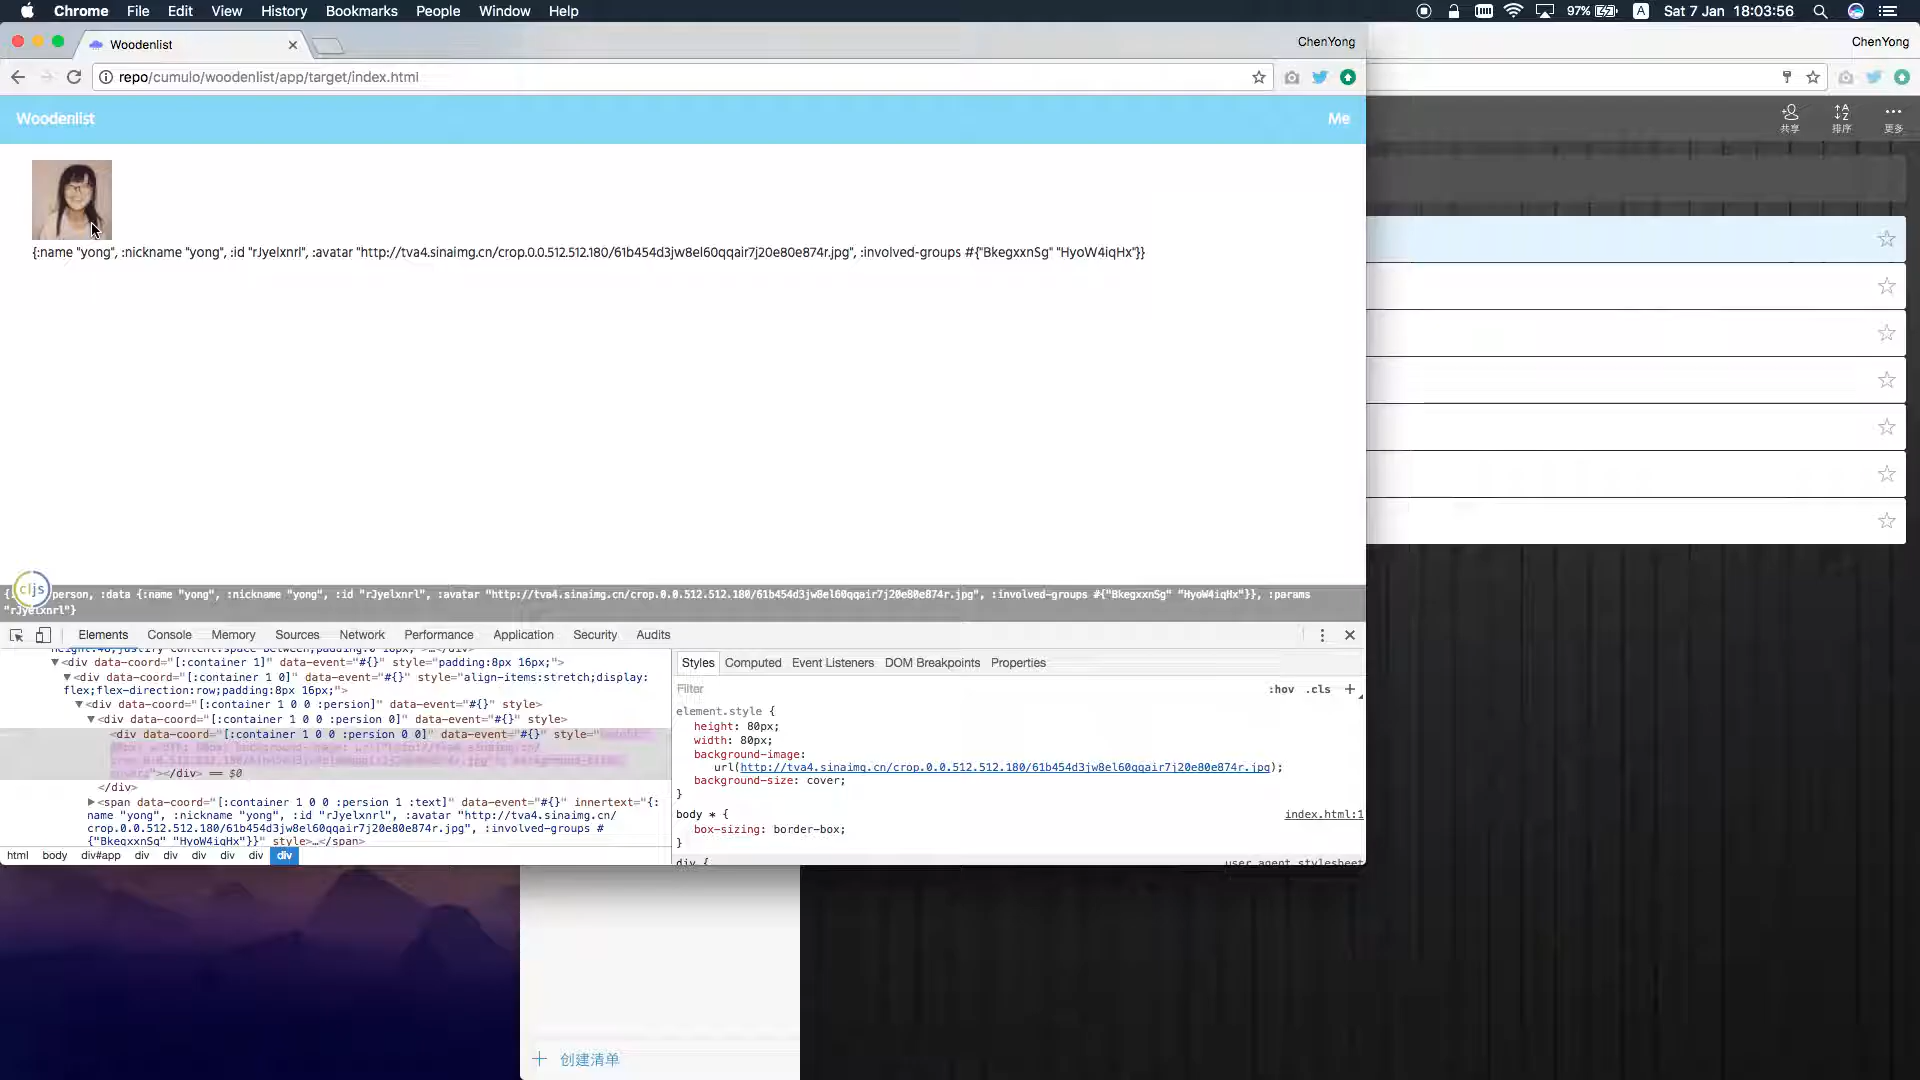 Chrome File Edit View History Bookmarks People Window Help 97% A Sat 7 Jan 18:03:56
Woodenlist ChenYong ChenYong
repo/cumulo/woodenlist/app/target/index.html
Woodenlist Me
共享 排序 更多
{:name "yong", :nickname "yong", :id "rJyelxnrl", :avatar "http://tva4.sinaimg.cn/crop.0.0.512.512.180/61b454d3jw8el60qqair7j20e80e874r.jpg", :involved-groups #{"BkegxxnSg" "HyoW4iqHx"}}
cljs
person, :data {:name "yong", :nickname "yong", :id "rJyelxnrl", :avatar "http://tva4.sinaimg.cn/crop.0.0.512.512.180/61b454d3jw8el60qqair7j20e80e874r.jpg", :involved-groups #{"BkegxxnSg" "HyoW4iqHx"}}, :params
"rJyelxnrl"}
Elements Console Memory Sources Network Performance Application Security Audits
<div data-coord="[:container 1]" data-event="#{}" style="padding:8px 16px;">
<div data-coord="[:container 1 0]" data-event="#{}" style="align-items:stretch;display:
flex;flex-direction:row;padding:8px 16px;">
<div data-coord="[:container 1 0 0 :persion]" data-event="#{}" style>
<div data-coord="[:container 1 0 0 :persion 0]" data-event="#{}" style>
<div data-coord="[:container 1 0 0 :persion 0 0]" data-event="#{}" style="
"></div> == $0
</div>
<span data-coord="[:container 1 0 0 :persion 1 :text]" data-event="#{}" innertext="{:
name "yong", :nickname "yong", :id "rJyelxnrl", :avatar "http://tva4.sinaimg.cn/
crop.0.0.512.512.180/61b454d3jw8el60qqair7j20e80e874r.jpg", :involved-groups #
{"BkegxxnSg" "HyoW4iqHx"}}" style>…</span>
html body div#app div div div div div div
Styles Computed Event Listeners DOM Breakpoints Properties
Filter :hov .cls +
element.style {
height: 80px;
width: 80px;
background-image:
url(http://tva4.sinaimg.cn/crop.0.0.512.512.180/61b454d3jw8el60qqair7j20e80e874r.jpg);
background-size: cover;
}
body * { index.html:1
box-sizing: border-box;
}
div { user agent stylesheet
创建清单